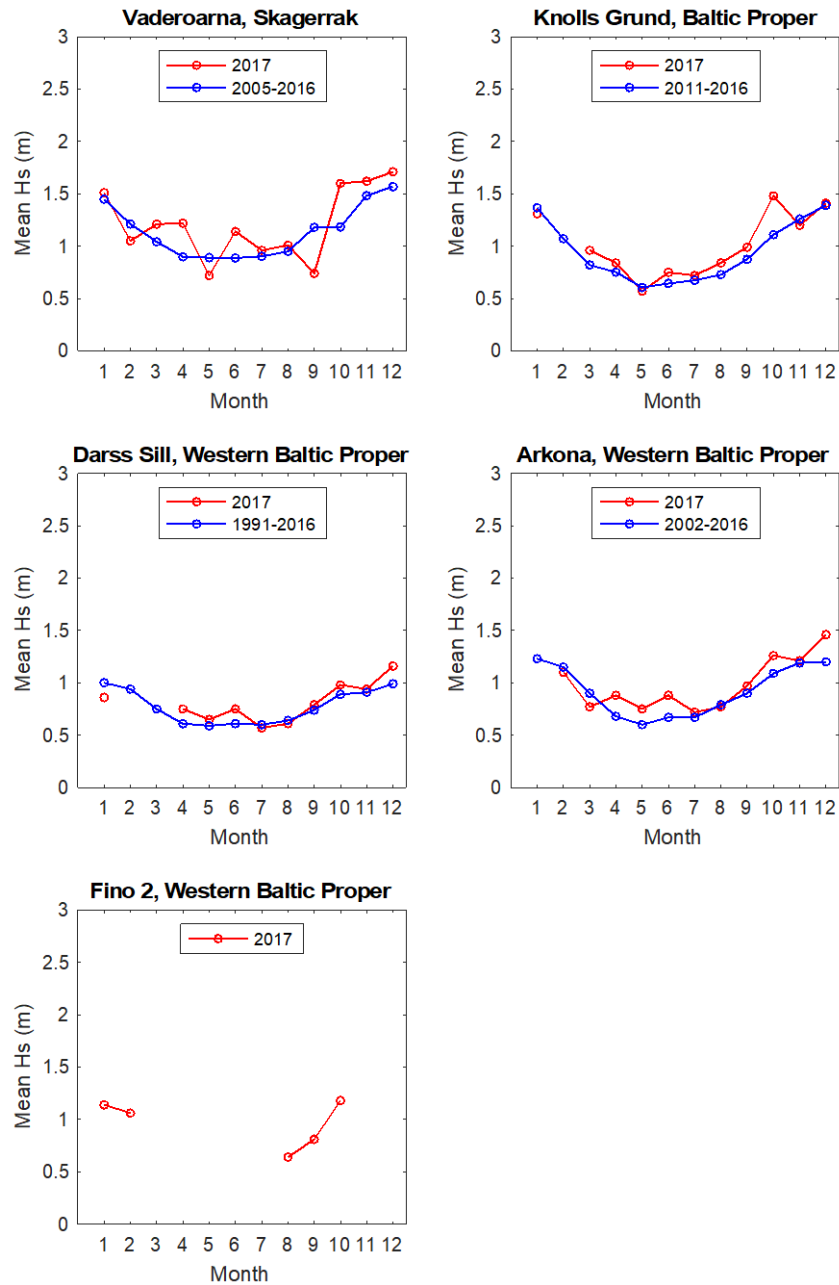 Vaderoarna, Skagerrak
3
2017
2005-2016
2.5
2
1.5
1
0.5
0
Mean Hs (m)
1 2 3 4 5 6 7 8 9 10 11 12
Month
Knolls Grund, Baltic Proper
3
2017
2011-2016
2.5
2
1.5
1
0.5
0
Mean Hs (m)
1 2 3 4 5 6 7 8 9 10 11 12
Month
Darss Sill, Western Baltic Proper
3
2017
1991-2016
2.5
2
1.5
1
0.5
0
Mean Hs (m)
1 2 3 4 5 6 7 8 9 10 11 12
Month
Arkona, Western Baltic Proper
3
2017
2002-2016
2.5
2
1.5
1
0.5
0
Mean Hs (m)
1 2 3 4 5 6 7 8 9 10 11 12
Month
Fino 2, Western Baltic Proper
3
2017
2.5
2
1.5
1
0.5
0
Mean Hs (m)
1 2 3 4 5 6 7 8 9 10 11 12
Month